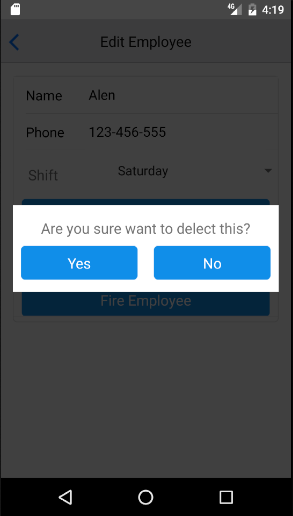 4G 4:19
Edit Employee
Name Alen
Phone 123-456-555
Shift Saturday
Are you sure want to delect this?
Yes No
Fire Employee